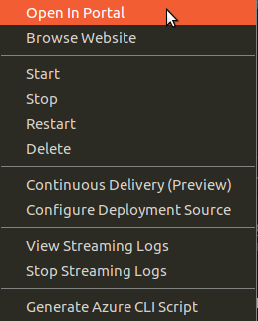 Open In Portal
Browse Website
Start
Stop
Restart
Delete
Continuous Delivery (Preview)
Configure Deployment Source
View Streaming Logs
Stop Streaming Logs
Generate Azure CLI Script